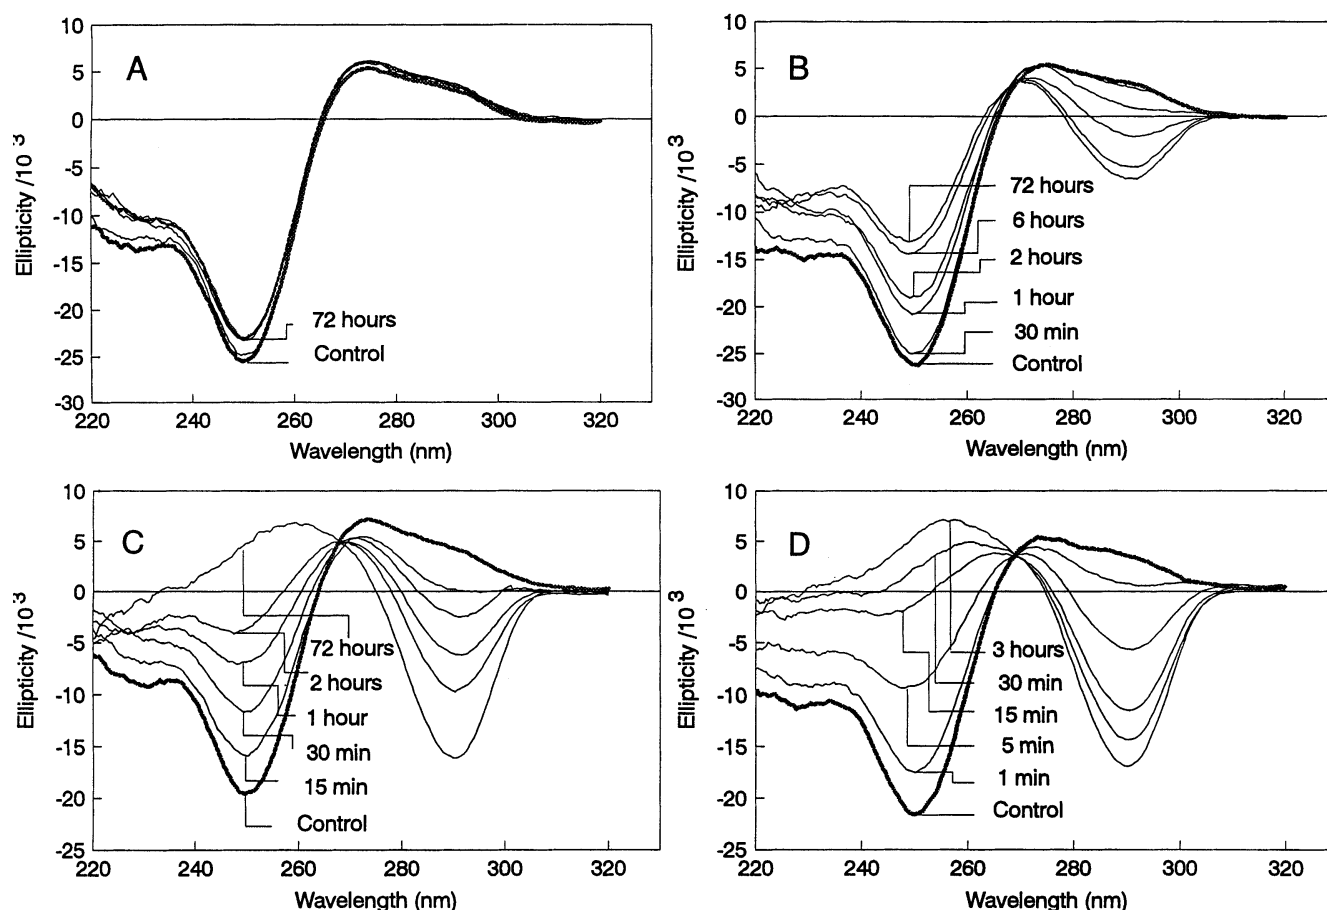 A
10
5
0
-5
-10
-15
-20
-25
-30
Ellipticity /10 3
72 hours
Control
220 240 260 280 300 320
Wavelength (nm)
B
10
5
0
-5
-10
-15
-20
-25
-30
Ellipticity /10 3
72 hours
6 hours
2 hours
1 hour
30 min
Control
220 240 260 280 300 320
Wavelength (nm)
C
10
5
0
-5
-10
-15
-20
-25
Ellipticity /10 3
72 hours
2 hours
1 hour
30 min
15 min
Control
220 240 260 280 300 320
Wavelength (nm)
D
10
5
0
-5
-10
-15
-20
-25
Ellipticity /10 3
3 hours
30 min
15 min
5 min
1 min
Control
220 240 260 280 300 320
Wavelength (nm)